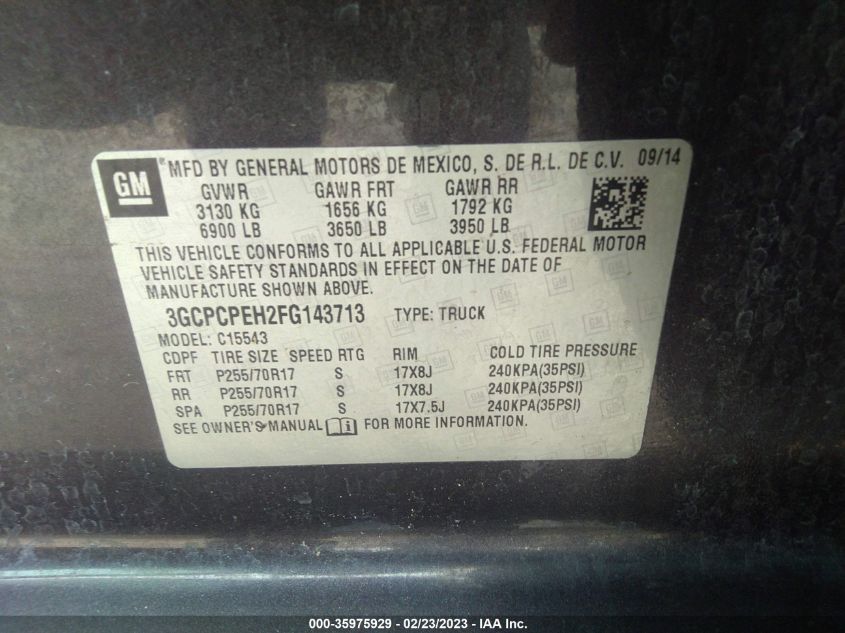 GM
® MFD BY GENERAL MOTORS DE MEXICO, S. DE R.L. DE C.V. 09/14
GVWR GAWR FRT GAWR RR
3130 KG 1656 KG 1792 KG
6900 LB 3650 LB 3950 LB
THIS VEHICLE CONFORMS TO ALL APPLICABLE U.S. FEDERAL MOTOR
VEHICLE SAFETY STANDARDS IN EFFECT ON THE DATE OF
MANUFACTURE SHOWN ABOVE.
3GCPCPEH2FG143713 TYPE: TRUCK
MODEL: C15543
CDPF TIRE SIZE SPEED RTG RIM COLD TIRE PRESSURE
FRT P255/70R17 S 17X8J 240KPA(35PSI)
RR P255/70R17 S 17X8J 240KPA(35PSI)
SPA P255/70R17 S 17X7.5J 240KPA(35PSI)
SEE OWNER'S MANUAL FOR MORE INFORMATION.
000-35975929 - 02/23/2023 - © IAA Inc.